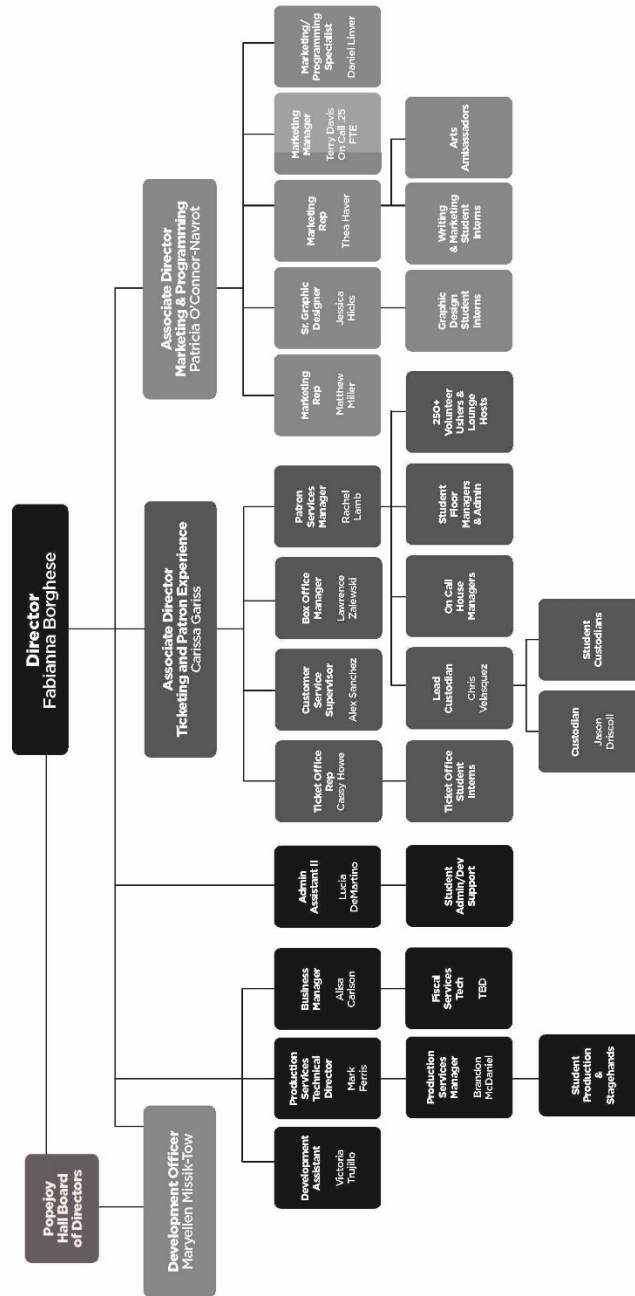 Director
Fabianna Borghese
Popejoy
Hall Board
of Directors
Development Officer
Maryellen Missik-Tow
Associate Director
Ticketing and Patron Experience
Carissa Gariss
Associate Director
Marketing & Programming
Patricia O'Connor-Navrot
Development
Assistant
Victoria
Trujillo
Production
Services
Technical
Director
Mark
Ferris
Business
Manager
Alisa
Carlson
Admin
Assistant II
Lucia
DeMartino
Ticket Office
Rep
Cassy Howe
Customer
Service
Supervisor
Alex Sanchez
Box Office
Manager
Lawrence
Zalewski
Patron
Services
Manager
Rachel
Lamb
Marketing
Rep
Matthew
Miller
Sr. Graphic
Designer
Jessica
Hicks
Marketing
Rep
Thea Haver
Marketing
Manager
Terry Davis
On Call .25
FTE
Marketing/
Programming
Specialist
Daniel Linver
Production
Services
Manager
Brandon
McDaniel
Fiscal
Services
Tech
TBD
Student
Admin/Dev
Support
Ticket Office
Student
Interns
Lead
Custodian
Chris
Velasquez
On Call
House
Managers
Student
Floor
Managers
& Admin
250+
Volunteer
Ushers &
Lounge
Hosts
Graphic
Design
Student
Interns
Writing
& Marketing
Student
Interns
Arts
Ambassadors
Student
Production
&
Stagehands
Custodian
Jason
Driscoll
Student
Custodians